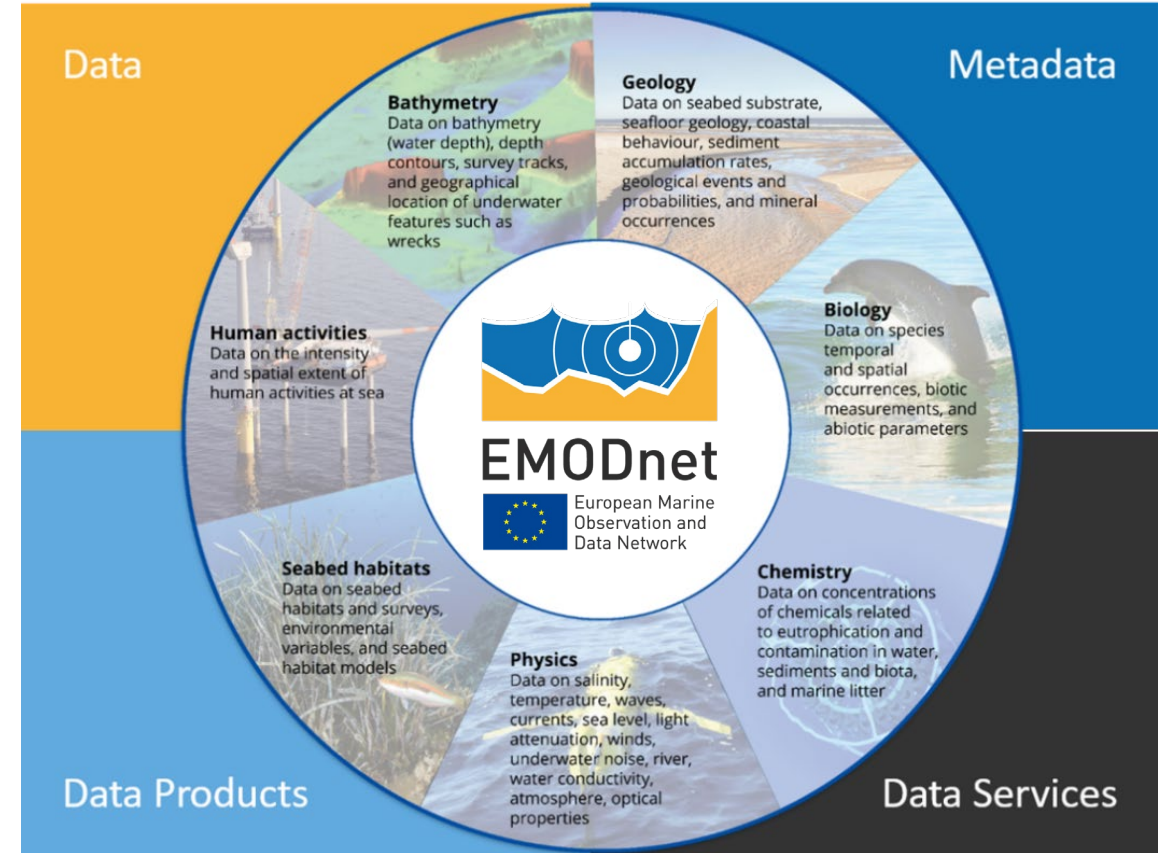 Data
Metadata
Bathymetry
Data on bathymetry
(water depth), depth
contours, survey tracks,
and geographical
location of underwater
features such as
wrecks
Geology
Data on seabed substrate,
seafloor geology, coastal
behaviour, sediment
accumulation rates,
geological events and
probabilities, and mineral
occurrences
Biology
Data on species
temporal
and spatial
occurrences, biotic
measurements, and
abiotic parameters
Human activities
Data on the intensity
and spatial extent of
human activities at sea
EMODnet
European Marine
Observation and
Data Network
Seabed habitats
Data on seabed
habitats and surveys,
environmental
variables, and seabed
habitat models
Physics
Data on salinity,
temperature, waves,
currents, sea level, light
attenuation, winds,
underwater noise, river,
water conductivity,
atmosphere, optical
properties
Chemistry
Data on concentrations
of chemicals related
to eutrophication and
contamination in water,
sediments and biota,
and marine litter
Data Products
Data Services